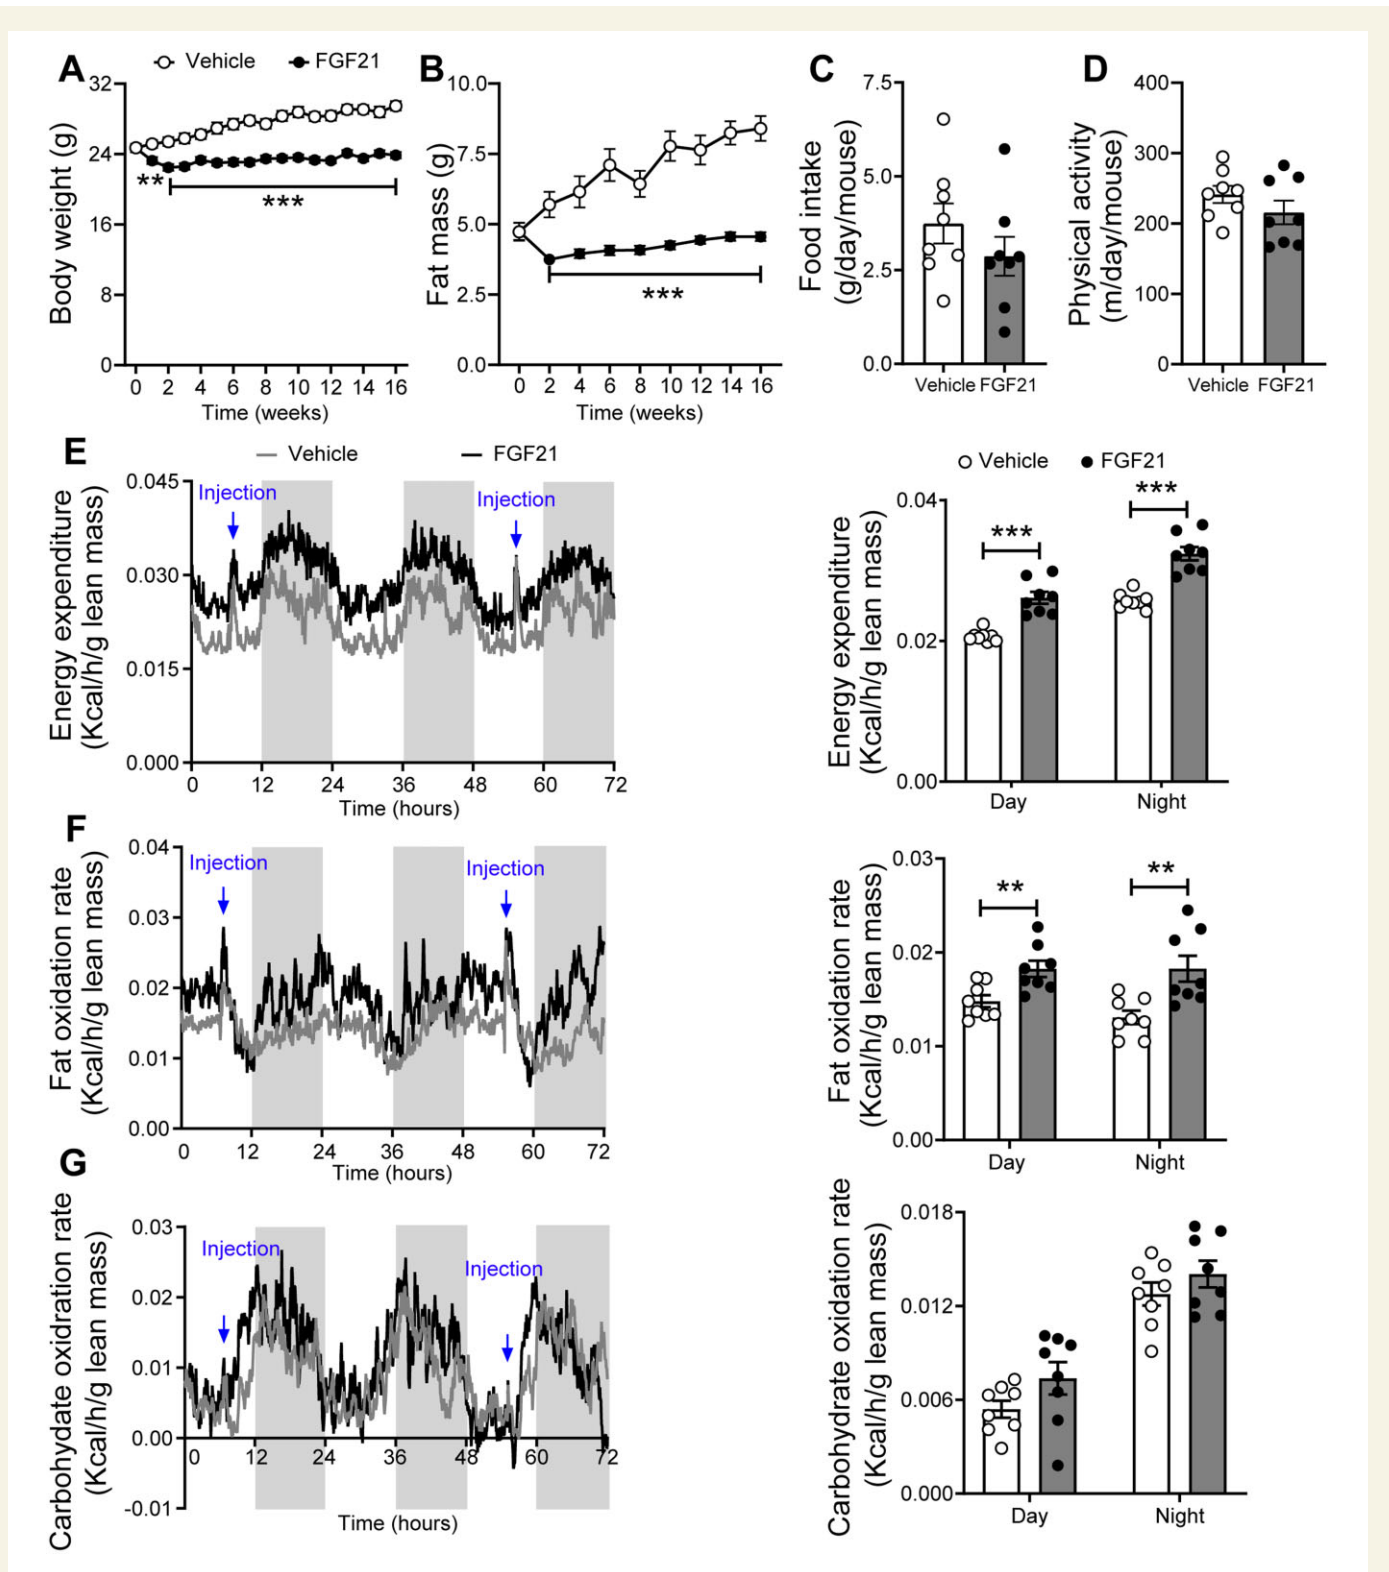 A
Vehicle
FGF21
Body weight (g)
32
24
16
8
0
**
***
0 2 4 6 8 10 12 14 16
Time (weeks)
B
Fat mass (g)
10.0
7.5
5.0
2.5
0.0
***
0 2 4 6 8 10 12 14 16
Time (weeks)
C
Food intake
(g/day/mouse)
7.5
5.0
2.5
0.0
Vehicle FGF21
D
Physical activity
(m/day/mouse)
400
300
200
100
0
Vehicle FGF21
E
Vehicle
FGF21
Energy expenditure
(Kcal/h/g lean mass)
0.045
0.030
0.015
0.000
Injection
Injection
0 12 24 36 48 60 72
Time (hours)
Vehicle
FGF21
Energy expenditure
(Kcal/h/g lean mass)
0.04
0.02
0.00
***
***
Day
Night
F
Fat oxidation rate
(Kcal/h/g lean mass)
0.04
0.03
0.02
0.01
0.00
Injection
Injection
0 12 24 36 48 60 72
Time (hours)
Fat oxidation rate
(Kcal/h/g lean mass)
0.03
0.02
0.01
0.00
**
**
Day
Night
G
Carbohydate oxidration rate
(Kcal/h/g lean mass)
0.03
0.02
0.01
0.00
-0.01
Injection
Injection
0 12 24 36 48 60 72
Time (hours)
Carbohydrate oxidation rate
(Kcal/h/g lean mass)
0.018
0.012
0.006
0.000
Day
Night